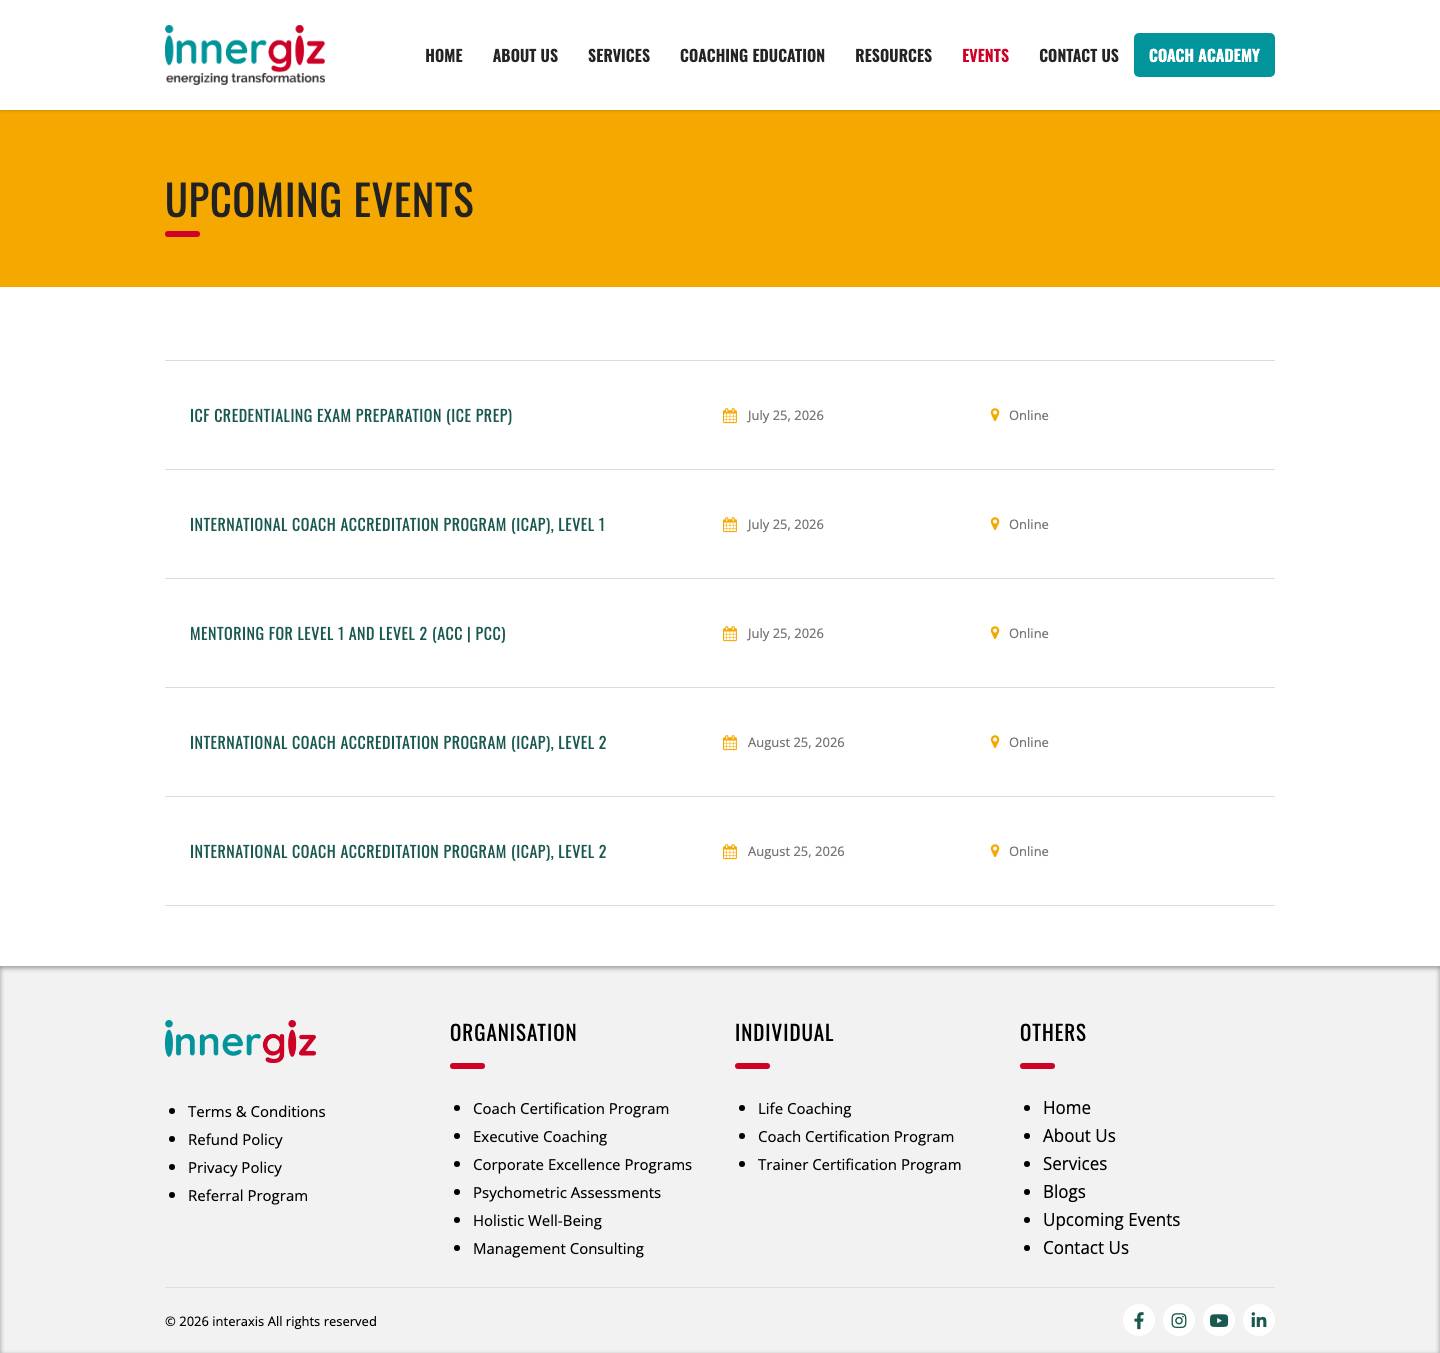 innergiz
energizing transformations
HOME ABOUT US SERVICES COACHING EDUCATION RESOURCES EVENTS CONTACT US COACH ACADEMY
UPCOMING EVENTS
ICF CREDENTIALING EXAM PREPARATION (ICE PREP) July 25, 2026 Online
INTERNATIONAL COACH ACCREDITATION PROGRAM (ICAP), LEVEL 1 July 25, 2026 Online
MENTORING FOR LEVEL 1 AND LEVEL 2 (ACC | PCC) July 25, 2026 Online
INTERNATIONAL COACH ACCREDITATION PROGRAM (ICAP), LEVEL 2 August 25, 2026 Online
INTERNATIONAL COACH ACCREDITATION PROGRAM (ICAP), LEVEL 2 August 25, 2026 Online
innergiz
Terms & Conditions
Refund Policy
Privacy Policy
Referral Program
ORGANISATION
Coach Certification Program
Executive Coaching
Corporate Excellence Programs
Psychometric Assessments
Holistic Well-Being
Management Consulting
INDIVIDUAL
Life Coaching
Coach Certification Program
Trainer Certification Program
OTHERS
Home
About Us
Services
Blogs
Upcoming Events
Contact Us
© 2026 interaxis All rights reserved